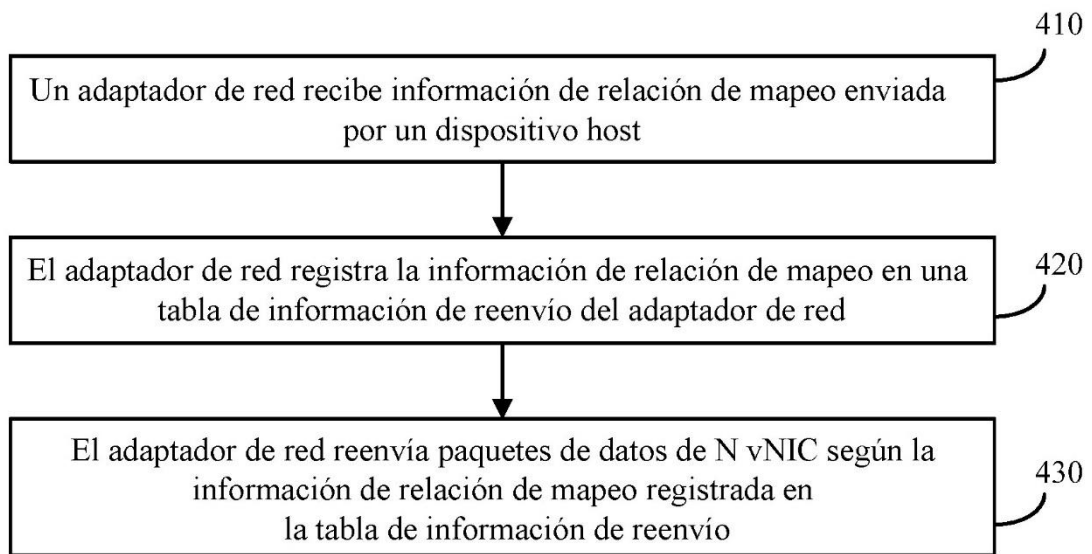 410
Un adaptador de red recibe información de relación de mapeo enviada
por un dispositivo host
420
El adaptador de red registra la información de relación de mapeo en una
tabla de información de reenvío del adaptador de red
430
El adaptador de red reenvía paquetes de datos de N vNIC según la
información de relación de mapeo registrada en
la tabla de información de reenvío